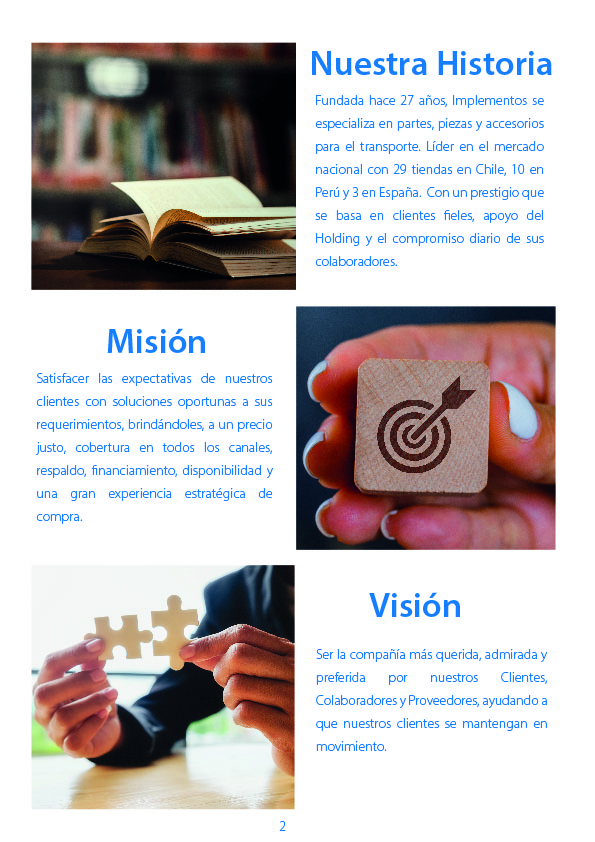 Nuestra Historia
Fundada hace 27 años, Implementos se
especializa en partes, piezas y accesorios
para el transporte. Líder en el mercado
nacional con 29 tiendas en Chile, 10 en
Perú y 3 en España. Con un prestigio que
se basa en clientes fieles, apoyo del
Holding y el compromiso diario de sus
colaboradores.
Misión
Satisfacer las expectativas de nuestros
clientes con soluciones oportunas a sus
requerimientos, brindándoles, a un precio
justo, cobertura en todos los canales,
respaldo, financiamiento, disponibilidad y
una gran experiencia estratégica de
compra.
Visión
Ser la compañía más querida, admirada y
preferida por nuestros Clientes,
Colaboradores y Proveedores, ayudando a
que nuestros clientes se mantengan en
movimiento.
2